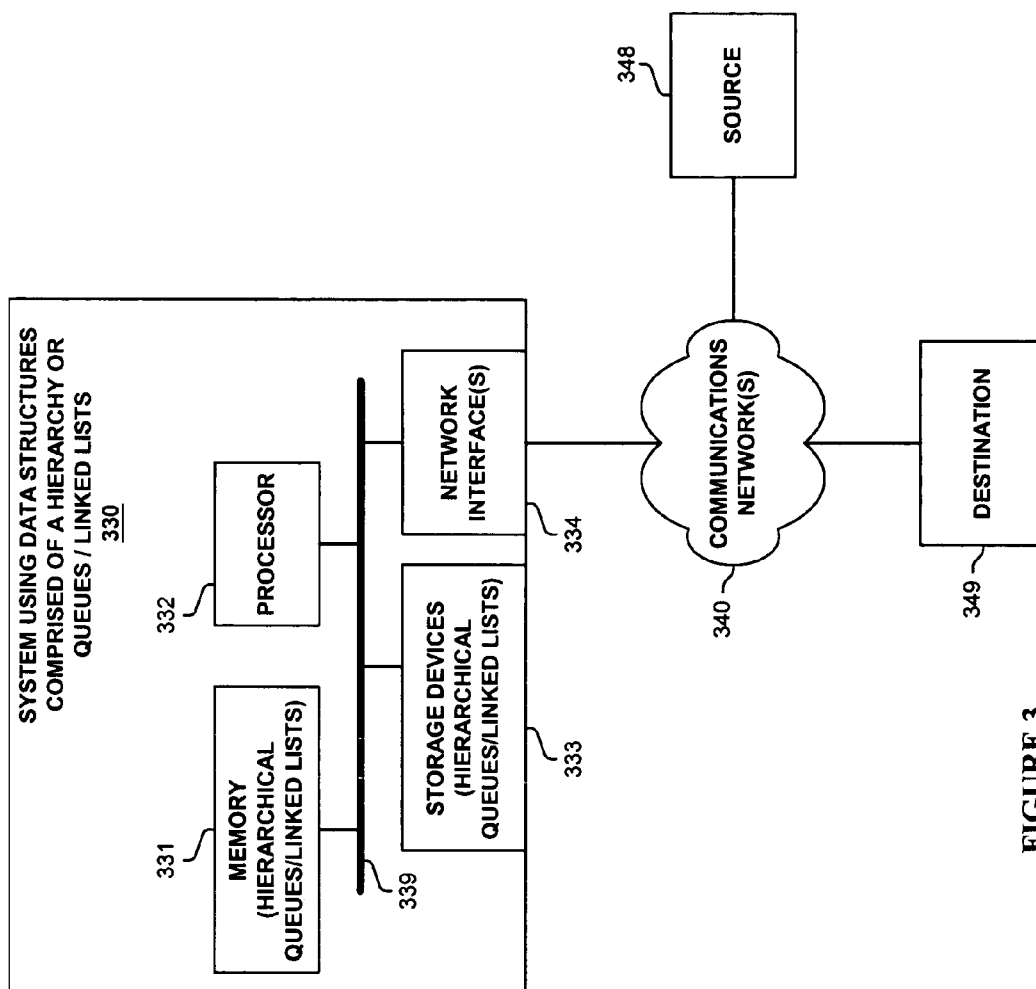 SYSTEM USING DATA STRUCTURES
COMPRISED OF A HIERARCHY OR
QUEUES / LINKED LISTS
330
331
MEMORY
(HIERARCHICAL
QUEUES/LINKED LISTS)
332
PROCESSOR
339
STORAGE DEVICES
(HIERARCHICAL
QUEUES/LINKED LISTS)
333
NETWORK
INTERFACE(S)
334
COMMUNICATIONS
NETWORK(S)
340
348
SOURCE
DESTINATION
349
FIGURE 3